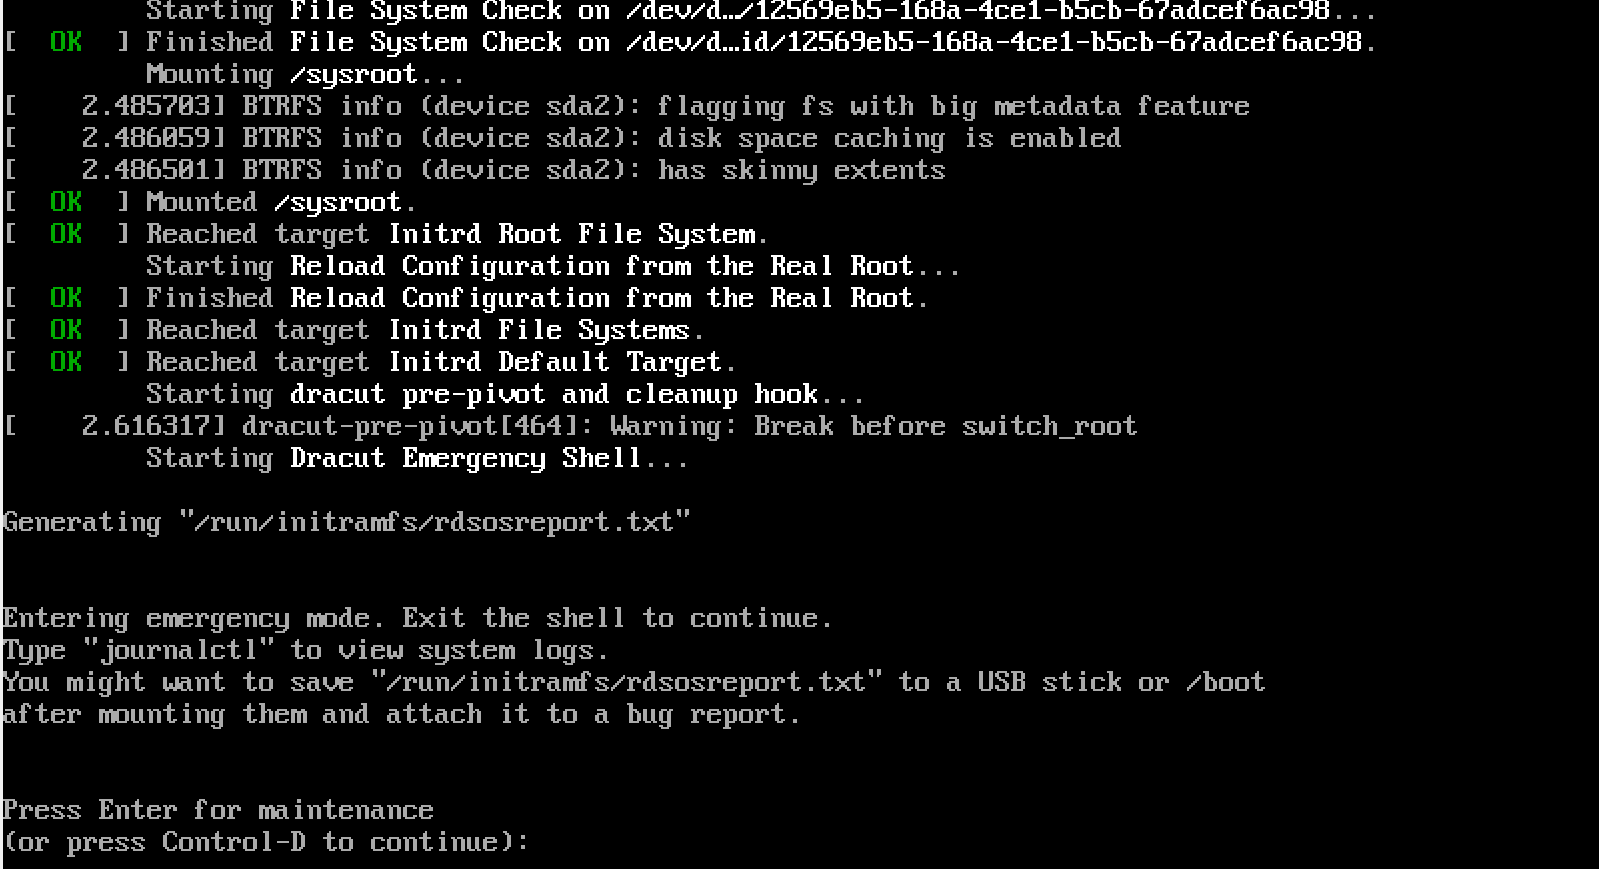 Starting File System Check on /dev/d…/12569eb5-168a-4ce1-b5cb-67adcef6ac98...
[  OK  ] Finished File System Check on /dev/d…id/12569eb5-168a-4ce1-b5cb-67adcef6ac98.
Mounting /sysroot...
[    2.485703] BTRFS info (device sda2): flagging fs with big metadata feature
[    2.486059] BTRFS info (device sda2): disk space caching is enabled
[    2.486501] BTRFS info (device sda2): has skinny extents
[  OK  ] Mounted /sysroot.
[  OK  ] Reached target Initrd Root File System.
Starting Reload Configuration from the Real Root...
[  OK  ] Finished Reload Configuration from the Real Root.
[  OK  ] Reached target Initrd File Systems.
[  OK  ] Reached target Initrd Default Target.
Starting dracut pre-pivot and cleanup hook...
[    2.616317] dracut-pre-pivot[464]: Warning: Break before switch_root
Starting Dracut Emergency Shell...
Generating "/run/initramfs/rdsosreport.txt"
Entering emergency mode. Exit the shell to continue.
Type "journalctl" to view system logs.
You might want to save "/run/initramfs/rdsosreport.txt" to a USB stick or /boot
after mounting them and attach it to a bug report.
Press Enter for maintenance
(or press Control-D to continue):